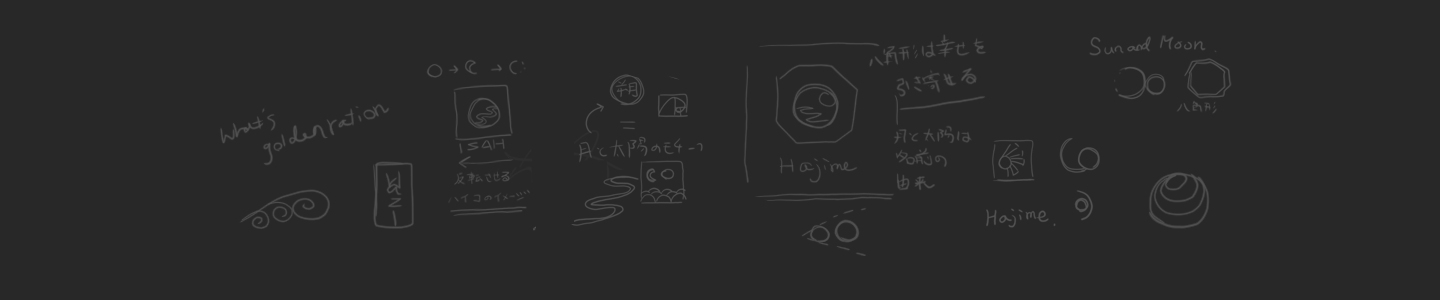 What's
goldenration
ISAH
反転させる
ハイコのイメージ
朔
月と太陽のモチーフ
Hajime
八角形は幸せを
引き寄せる
月と太陽は
名前の
由来
Hajime.
Sun and Moon.
八角形